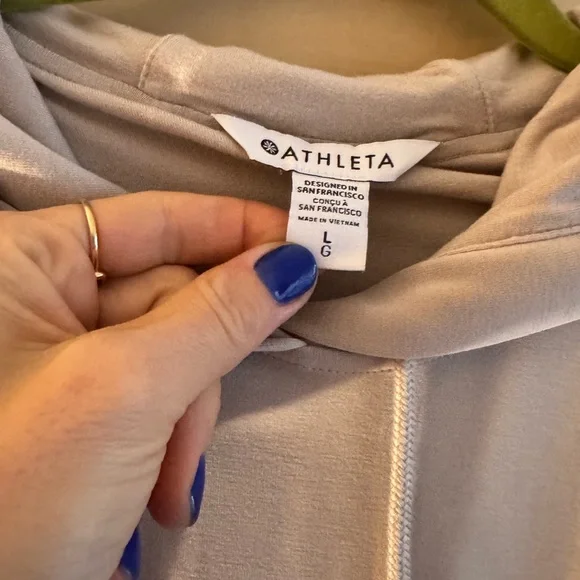 ATHLETA
DESIGNED IN
SAN FRANCISCO
CONÇU À
SAN FRANCISCO
MADE IN VIETNAM
L
G